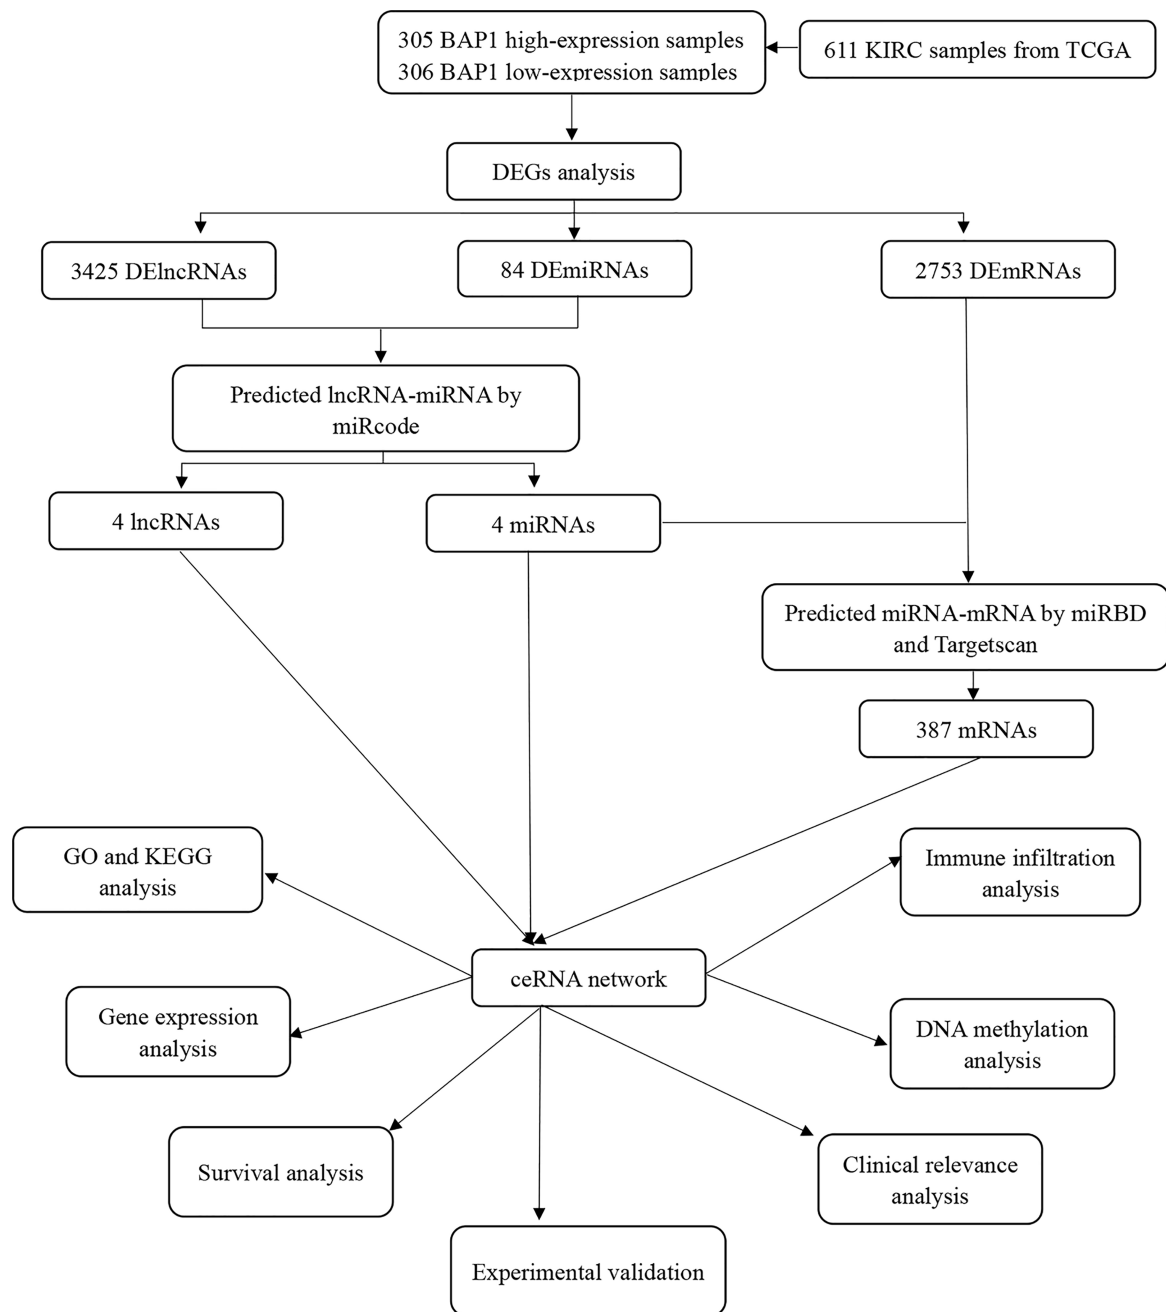 305 BAP1 high-expression samples
306 BAP1 low-expression samples
611 KIRC samples from TCGA
DEGs analysis
3425 DElncRNAs
84 DEmiRNAs
2753 DEmRNAs
Predicted lncRNA-miRNA by
miRcode
4 lncRNAs
4 miRNAs
Predicted miRNA-mRNA by miRBD
and Targetscan
387 mRNAs
GO and KEGG
analysis
Immune infiltration
analysis
ceRNA network
Gene expression
analysis
DNA methylation
analysis
Survival analysis
Clinical relevance
analysis
Experimental validation